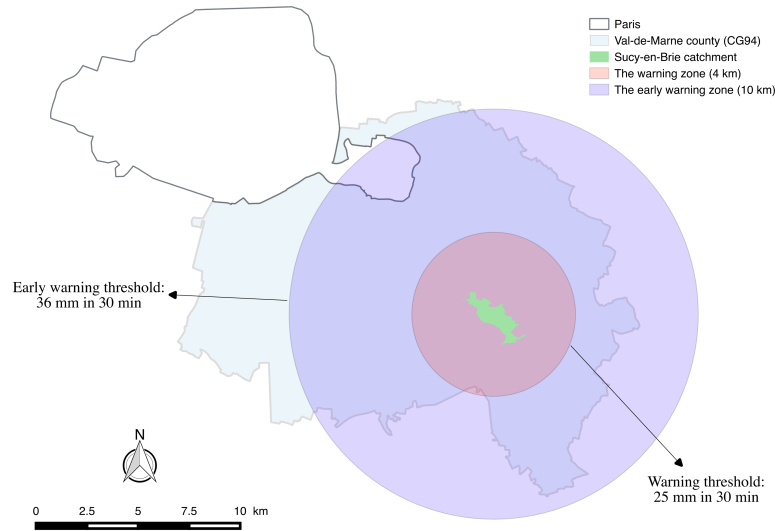 Paris
Val-de-Marne county (CG94)
Sucy-en-Brie catchment
The warning zone (4 km)
The early warning zone (10 km)
Early warning threshold:
36 mm in 30 min
Warning threshold:
25 mm in 30 min
N
0 2.5 5 7.5 10 km